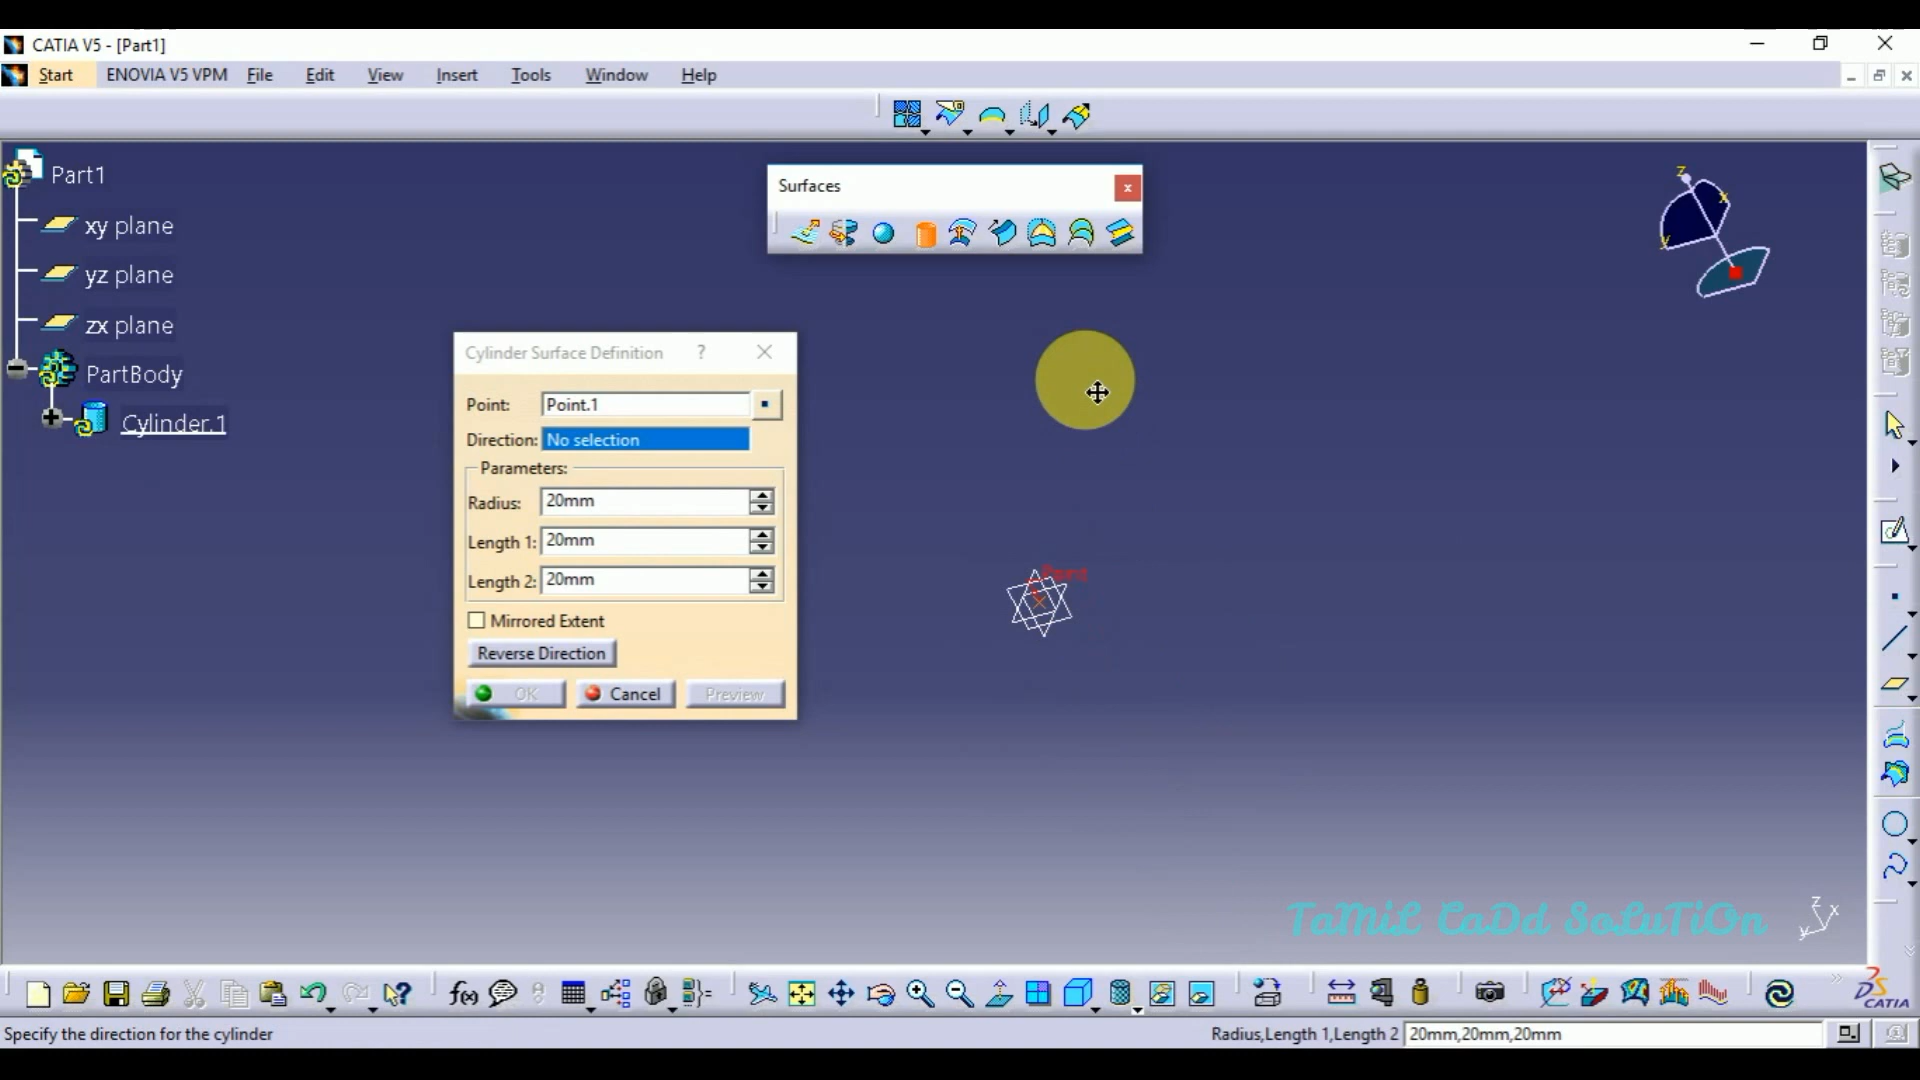 CATIA V5 - [Part1]
Start ENOVIA V5 VPM File Edit View Insert Tools Window Help
Surfaces
x
Part1
xy plane
yz plane
zx plane
PartBody
Cylinder.1
Cylinder Surface Definition ?
Point: Point.1
Direction: No selection
Parameters:
Radius: 20mm
Length 1: 20mm
Length 2: 20mm
Mirrored Extent
Reverse Direction
OK Cancel Preview
z
x
y
Point
TaMiL CaDd SoLuTiOn
z x
y
f(x)
CATIA
Specify the direction for the cylinder
Radius,Length 1,Length 2 20mm,20mm,20mm